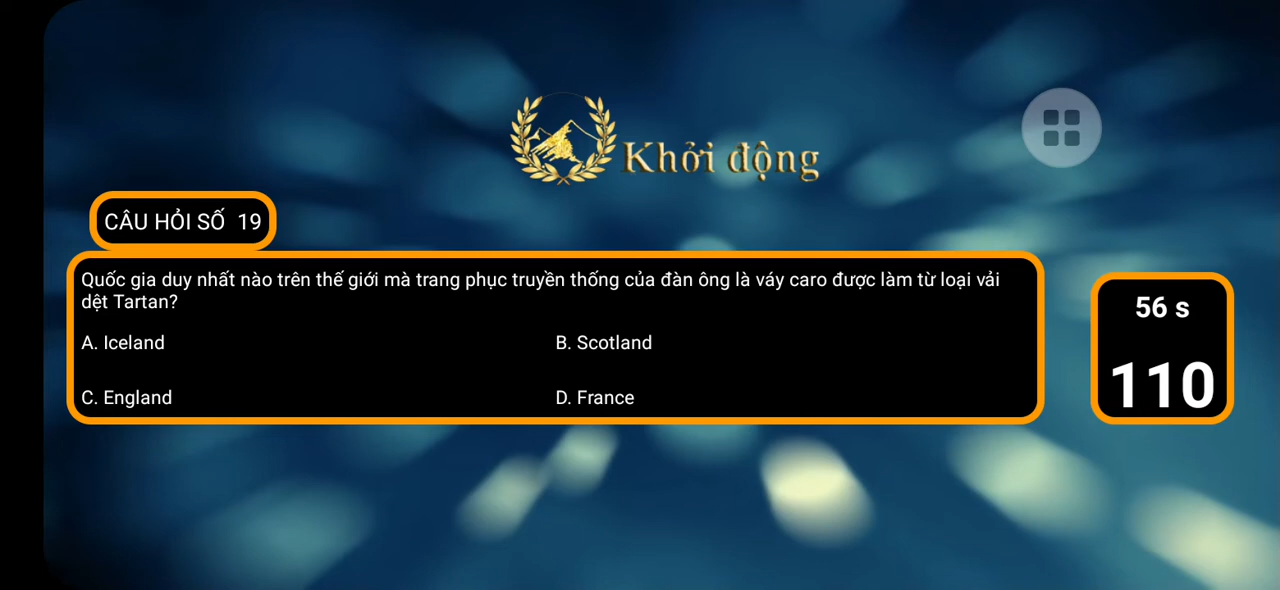 Khởi động
CÂU HỎI SỐ 19
Quốc gia duy nhất nào trên thế giới mà trang phục truyền thống của đàn ông là váy caro được làm từ loại vải
dệt Tartan?
A. Iceland
B. Scotland
C. England
D. France
56 s
110